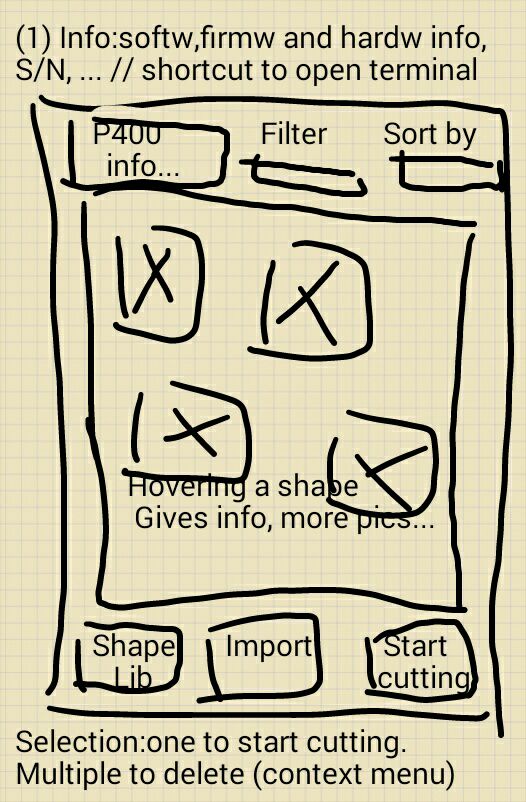 (1) Info:softw,firmw and hardw info,
S/N, ... // shortcut to open terminal
P400 Filter Sort by
info...
Hovering a shape
Gives info, more pics...
Shape Import Start
Lib cutting
Selection:one to start cutting.
Multiple to delete (context menu)